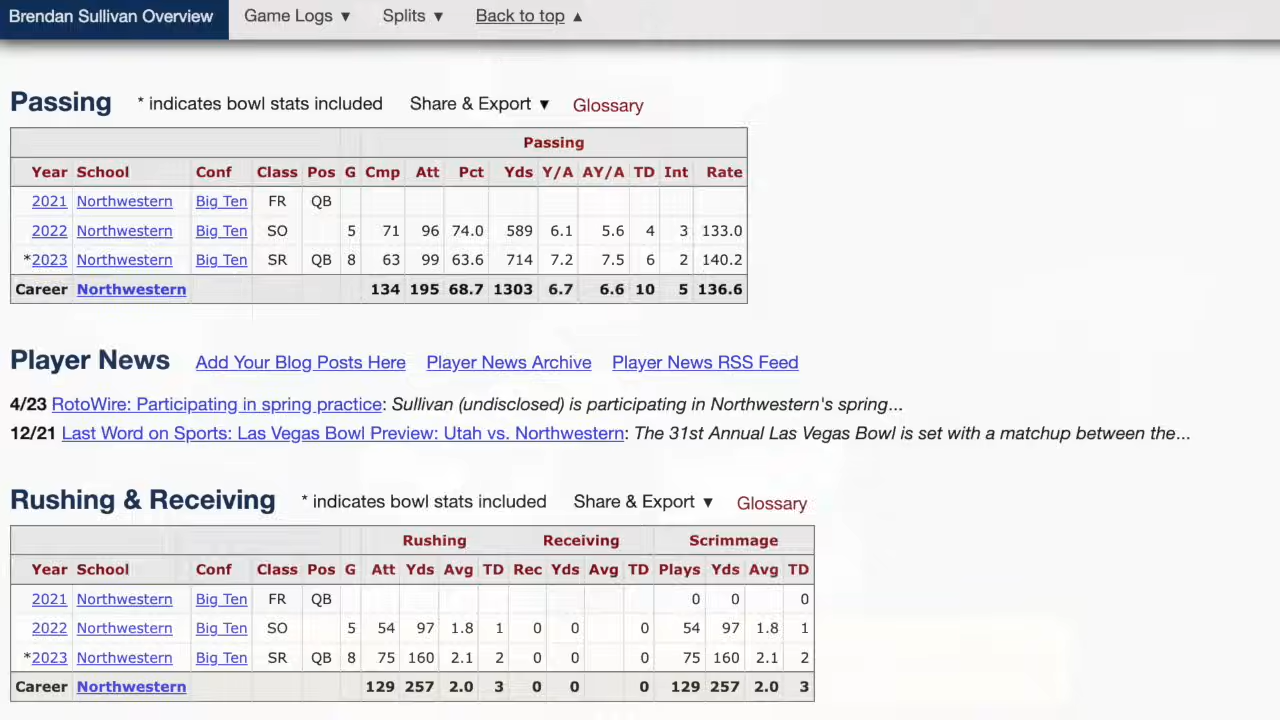 Brendan Sullivan Overview Game Logs ▼ Splits ▼ Back to top ▲
Passing * indicates bowl stats included Share & Export ▼ Glossary
Passing
Year School Conf Class Pos G Cmp Att Pct Yds Y/A AY/A TD Int Rate
2021 Northwestern Big Ten FR QB
2022 Northwestern Big Ten SO 5 71 96 74.0 589 6.1 5.6 4 3 133.0
*2023 Northwestern Big Ten SR QB 8 63 99 63.6 714 7.2 7.5 6 2 140.2
Career Northwestern 134 195 68.7 1303 6.7 6.6 10 5 136.6
Player News Add Your Blog Posts Here Player News Archive Player News RSS Feed
4/23 RotoWire: Participating in spring practice: Sullivan (undisclosed) is participating in Northwestern's spring...
12/21 Last Word on Sports: Las Vegas Bowl Preview: Utah vs. Northwestern: The 31st Annual Las Vegas Bowl is set with a matchup between the...
Rushing & Receiving * indicates bowl stats included Share & Export ▼ Glossary
Rushing Receiving Scrimmage
Year School Conf Class Pos G Att Yds Avg TD Rec Yds Avg TD Plays Yds Avg TD
2021 Northwestern Big Ten FR QB 0 0 0
2022 Northwestern Big Ten SO 5 54 97 1.8 1 0 0 0 54 97 1.8 1
*2023 Northwestern Big Ten SR QB 8 75 160 2.1 2 0 0 0 75 160 2.1 2
Career Northwestern 129 257 2.0 3 0 0 0 129 257 2.0 3